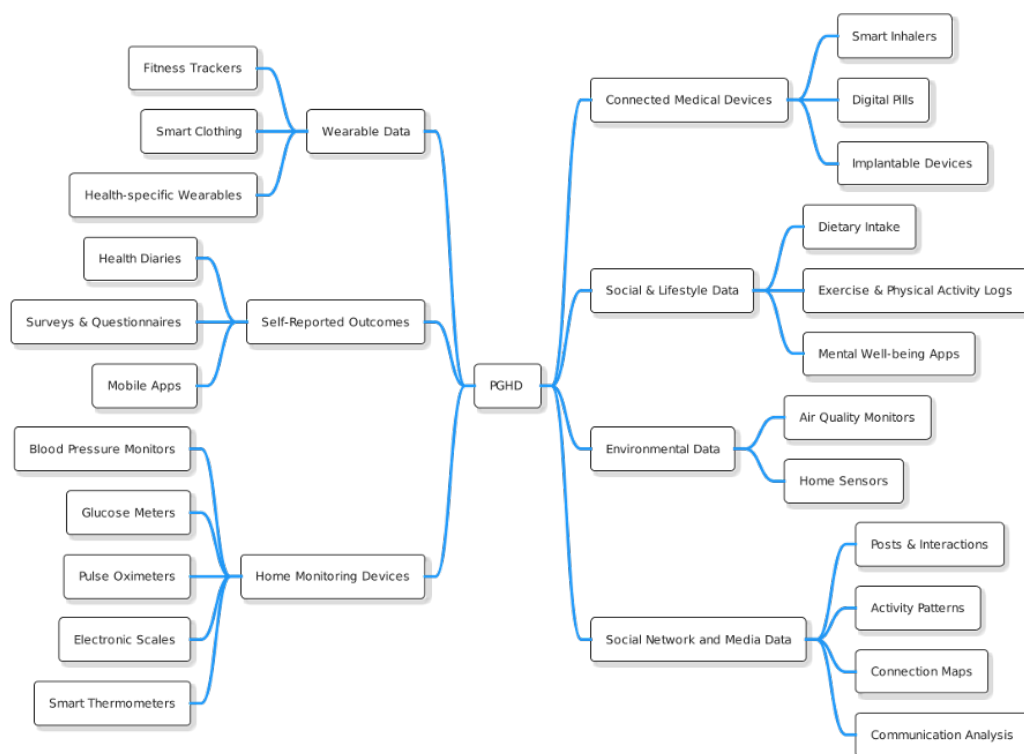 Fitness Trackers
Smart Clothing
Health-specific Wearables
Wearable Data
Health Diaries
Surveys & Questionnaires
Mobile Apps
Self-Reported Outcomes
Blood Pressure Monitors
Glucose Meters
Pulse Oximeters
Electronic Scales
Smart Thermometers
Home Monitoring Devices
PGHD
Connected Medical Devices
Smart Inhalers
Digital Pills
Implantable Devices
Social & Lifestyle Data
Dietary Intake
Exercise & Physical Activity Logs
Mental Well-being Apps
Environmental Data
Air Quality Monitors
Home Sensors
Social Network and Media Data
Posts & Interactions
Activity Patterns
Connection Maps
Communication Analysis